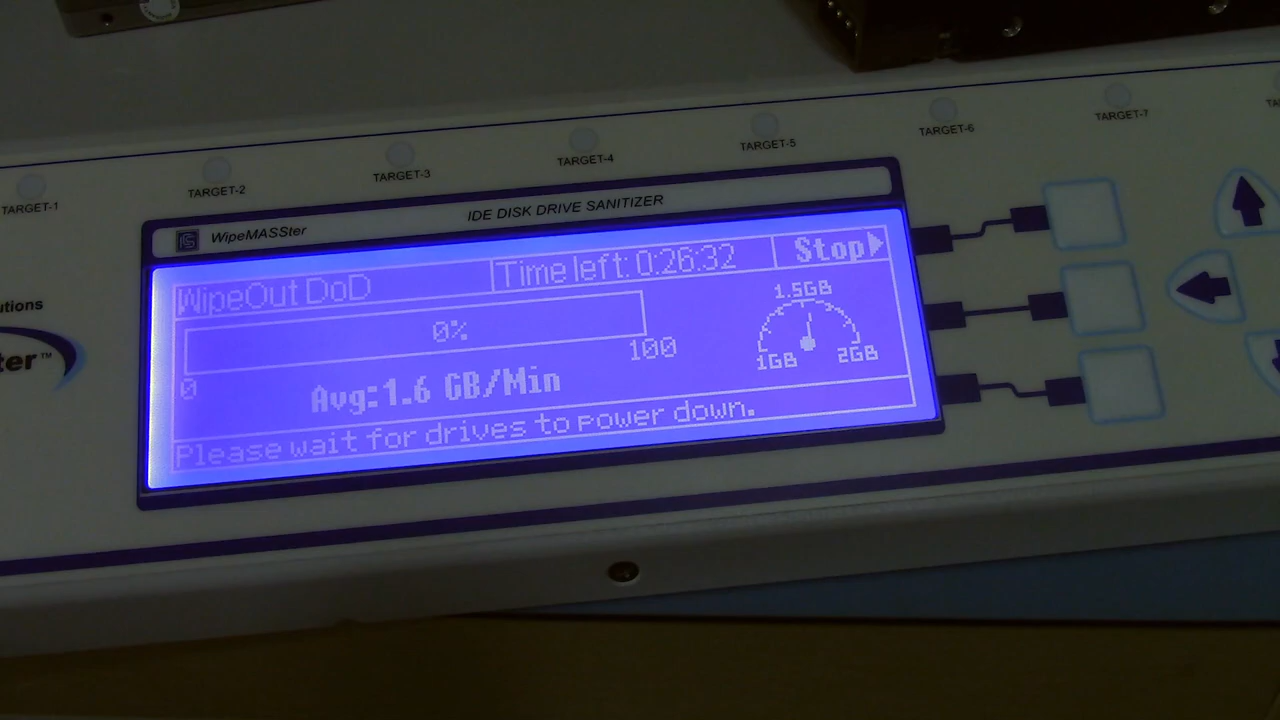 TARGET-1
TARGET-2
TARGET-3
TARGET-4
TARGET-5
TARGET-6
TARGET-7
WipeMASSter
IDE DISK DRIVE SANITIZER
WipeOut DoD
Time left: 0:26:32
Stop
0%
0
100
1.5GB
1GB
2GB
Avg:1.6 GB/Min
Please wait for drives to power down.